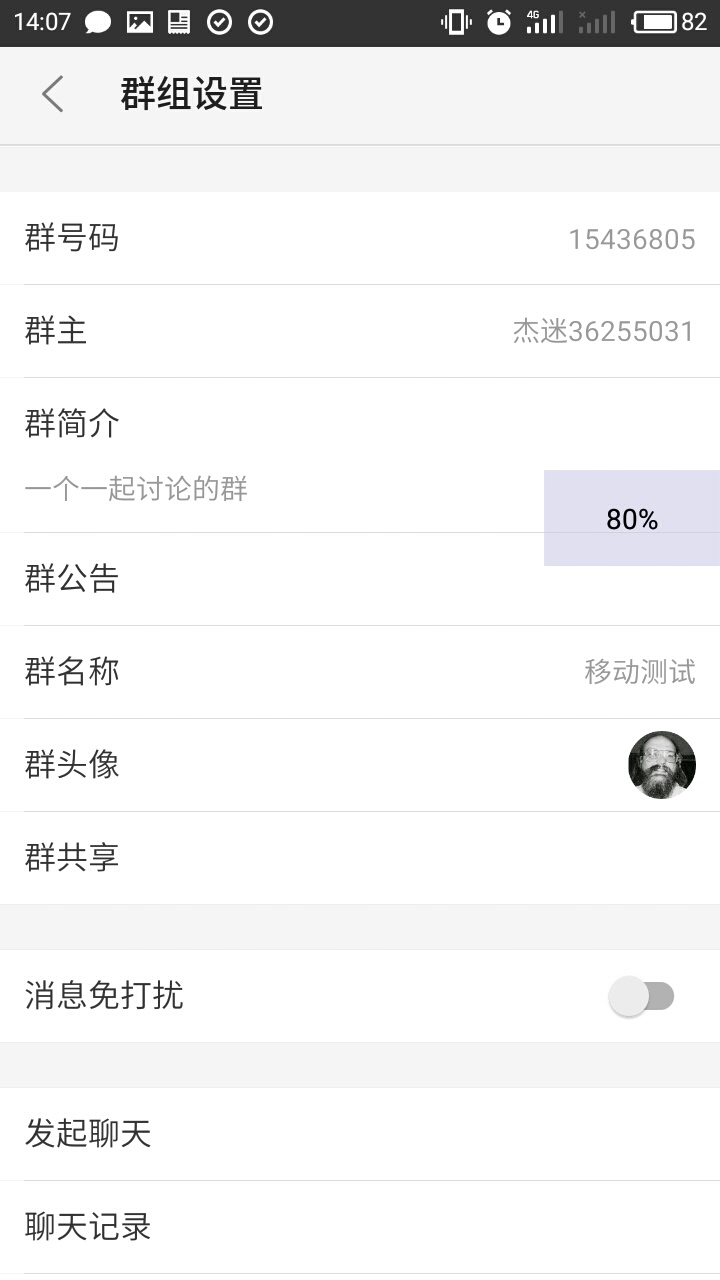 14:07
4G
82
群组设置
群号码 15436805
群主 杰迷36255031
群简介
一个一起讨论的群
80%
群公告
群名称 移动测试
群头像
群共享
消息免打扰
发起聊天
聊天记录